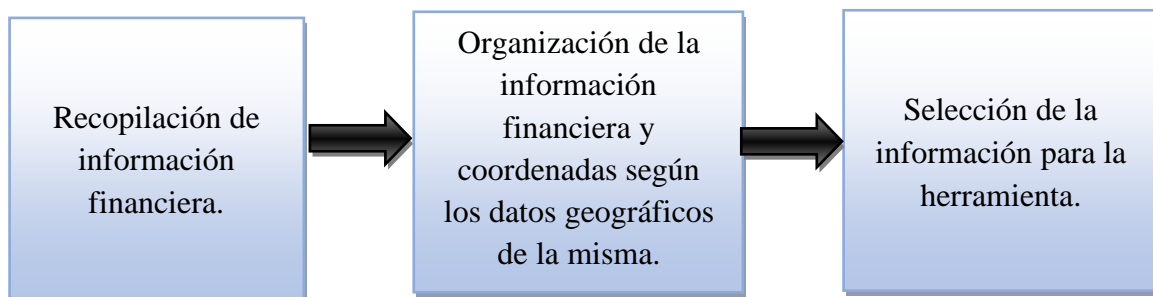 Recopilación de
información
financiera.
Organización de la
información
financiera y
coordenadas según
los datos geográficos
de la misma.
Selección de la
información para la
herramienta.